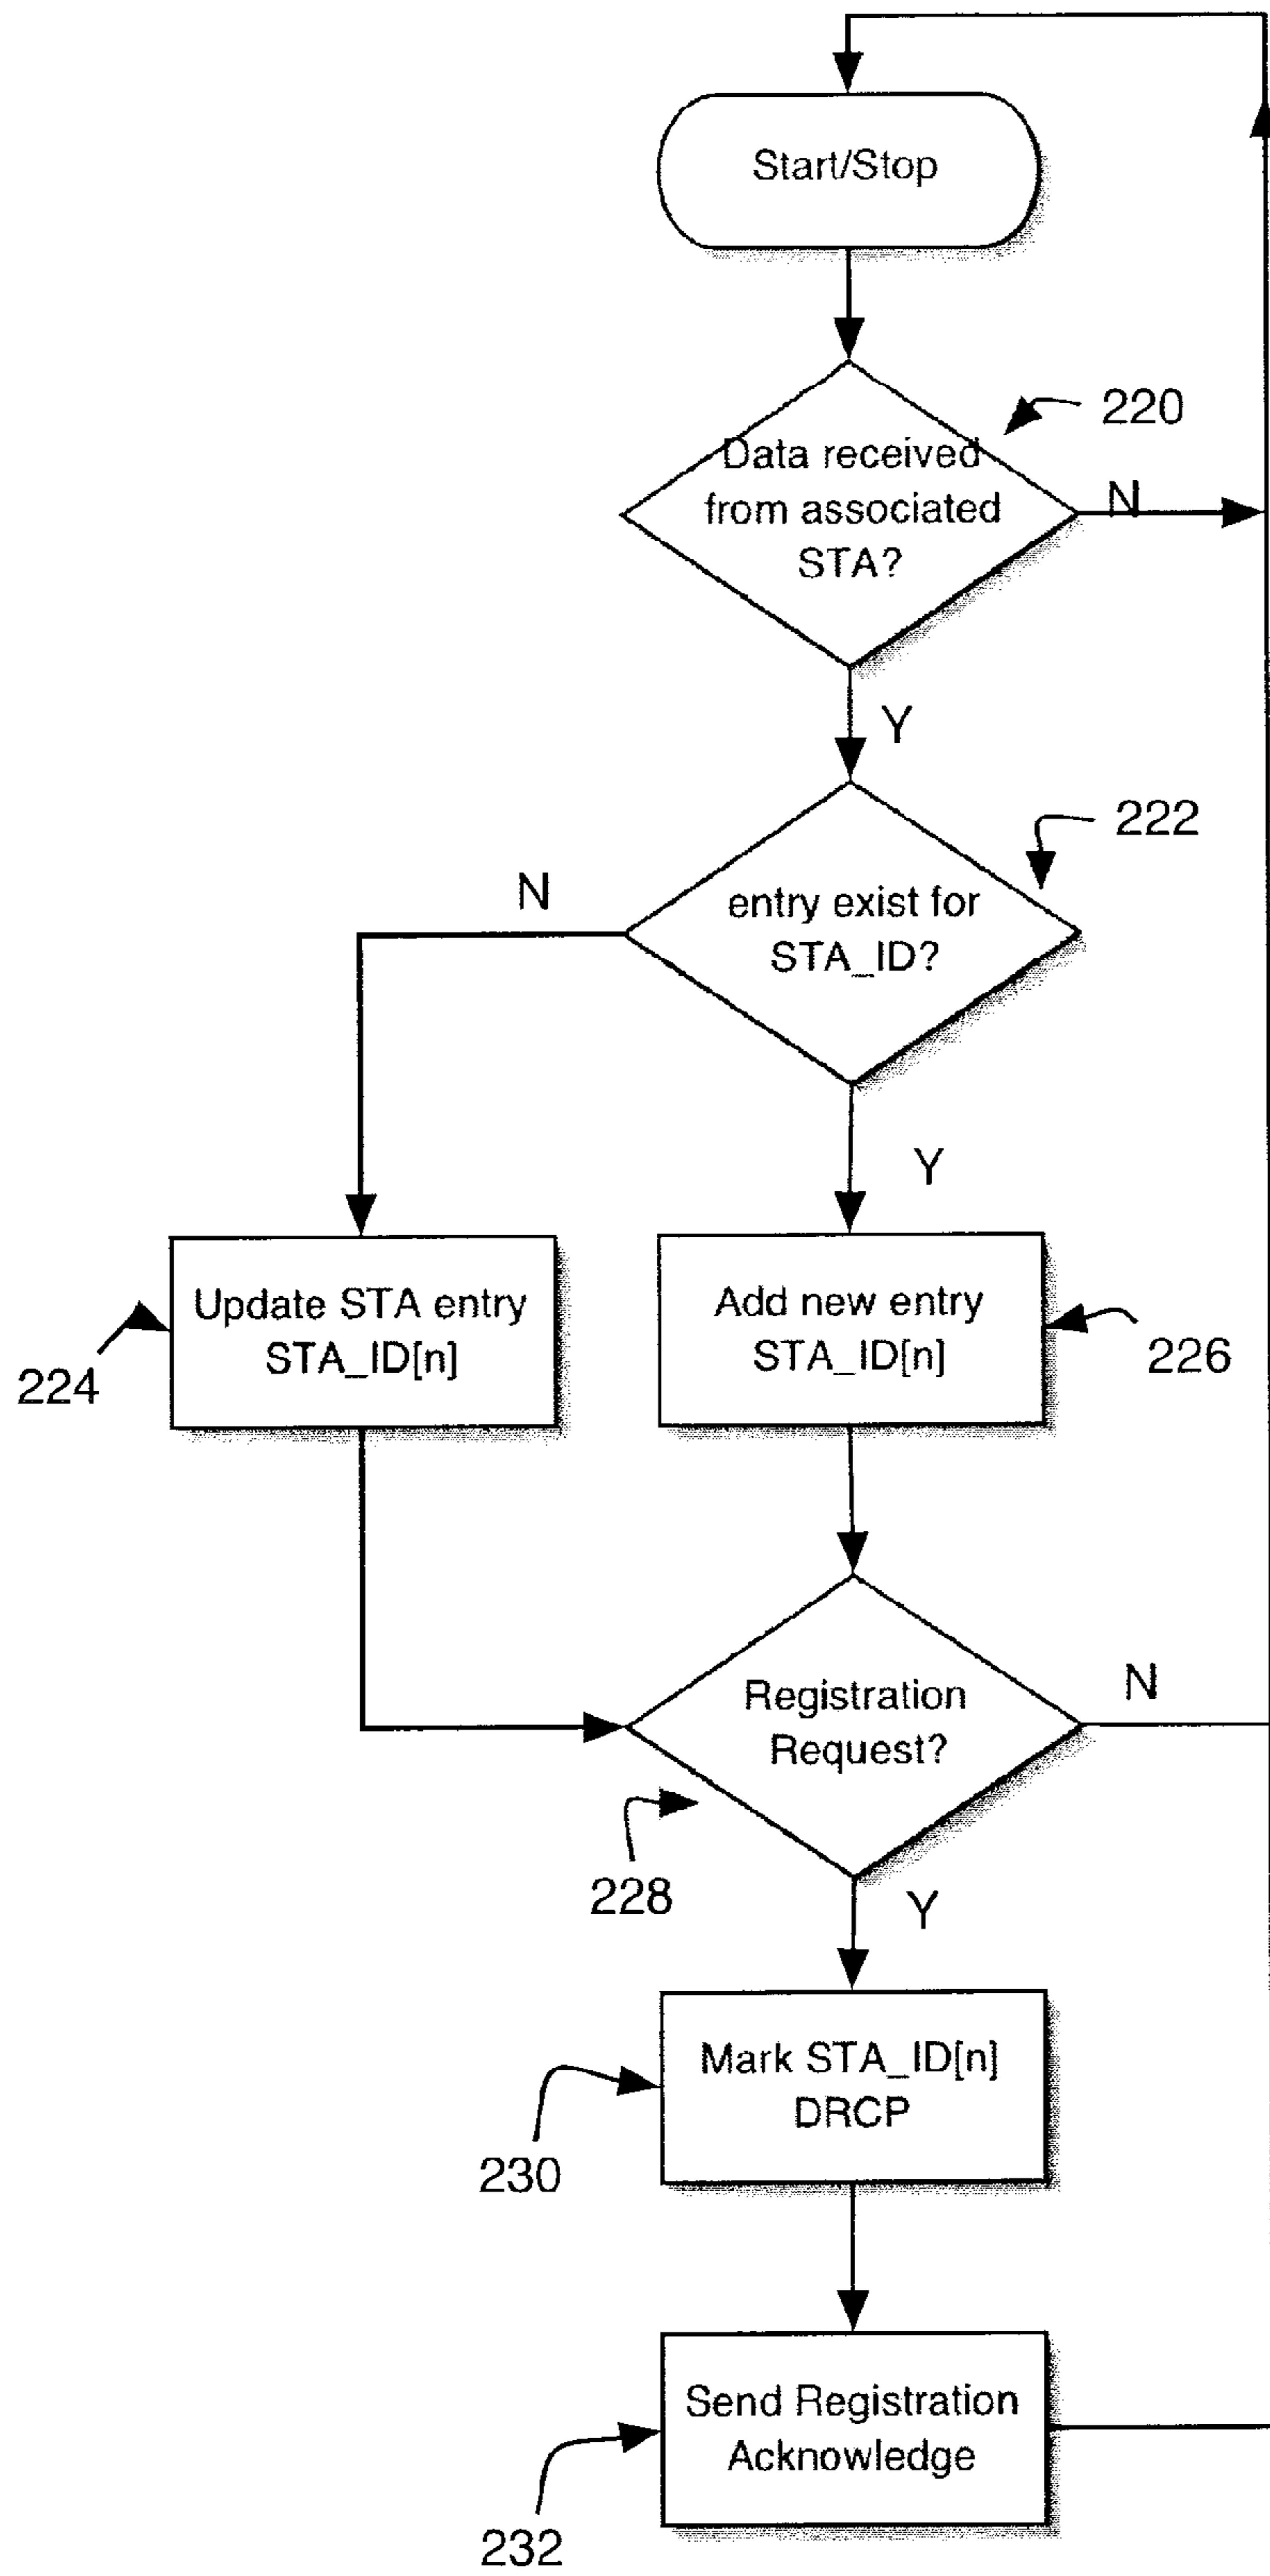 Start/Stop
220
Data received
from associated
STA?
N
Y
222
N
entry exist for
STA_ID?
Y
Update STA entry
STA_ID[n]
Add new entry
STA_ID[n]
224
226
Registration
Request?
N
228
Y
Mark STA_ID[n]
DRCP
230
Send Registration
Acknowledge
232